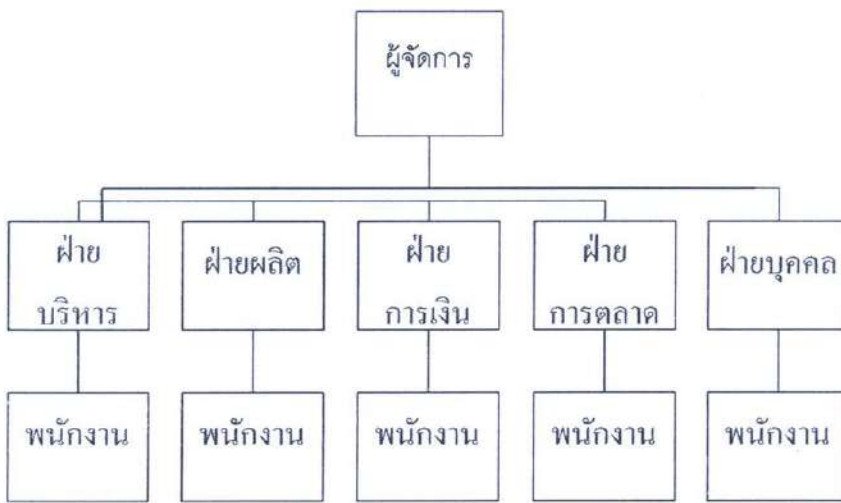 ผู้จัดการ
ฝ่าย
บริหาร
ฝ่ายผลิต
ฝ่าย
การเงิน
ฝ่าย
การตลาด
ฝ่ายบุคคล
พนักงาน
พนักงาน
พนักงาน
พนักงาน
พนักงาน